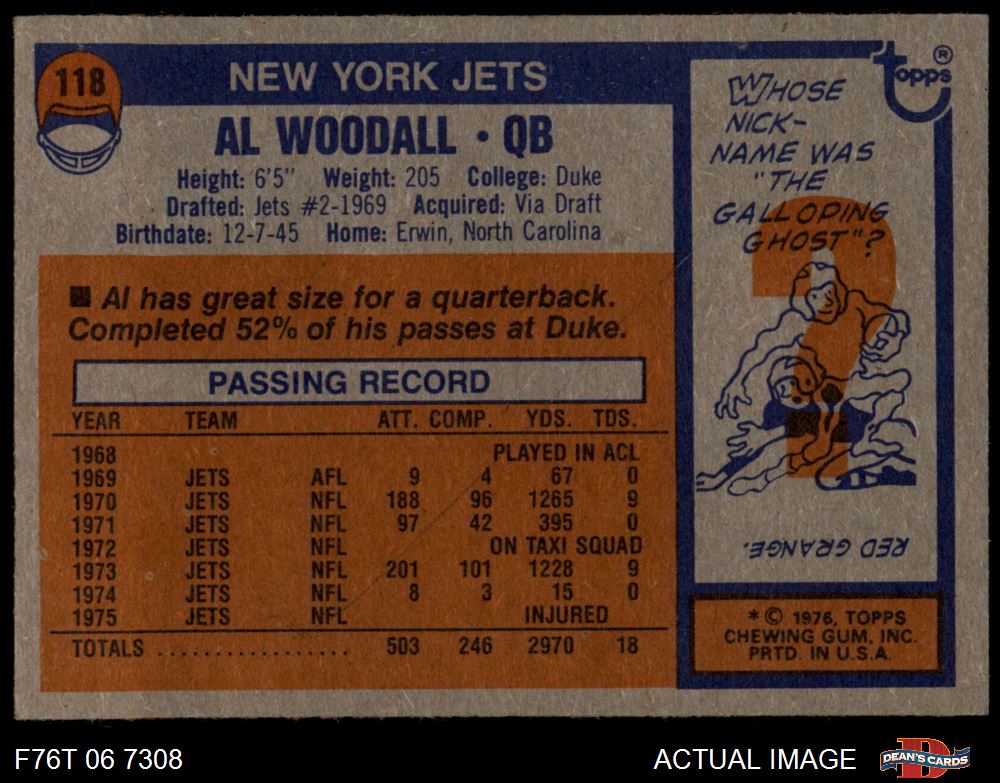 118
NEW YORK JETS
AL WOODALL • QB
Height: 6'5" Weight: 205 College: Duke
Drafted: Jets #2-1969 Acquired: Via Draft
Birthdate: 12-7-45 Home: Erwin, North Carolina
■ Al has great size for a quarterback.
Completed 52% of his passes at Duke.
PASSING RECORD
YEAR TEAM ATT. COMP. YDS. TDS.
1968 PLAYED IN ACL
1969 JETS AFL 9 4 67 0
1970 JETS NFL 188 96 1265 9
1971 JETS NFL 97 42 395 0
1972 JETS NFL ON TAXI SQUAD
1973 JETS NFL 201 101 1228 9
1974 JETS NFL 8 3 15 0
1975 JETS NFL INJURED
TOTALS ................. 503 246 2970 18
Topps®
WHOSE
NICK-
NAME WAS
"THE
GALLOPING
GHOST"?
RED GRANGE.
* © 1976, TOPPS
CHEWING GUM, INC.
PRTD. IN U.S.A.
F76T 06 7308
ACTUAL IMAGE
DEAN'S CARDS